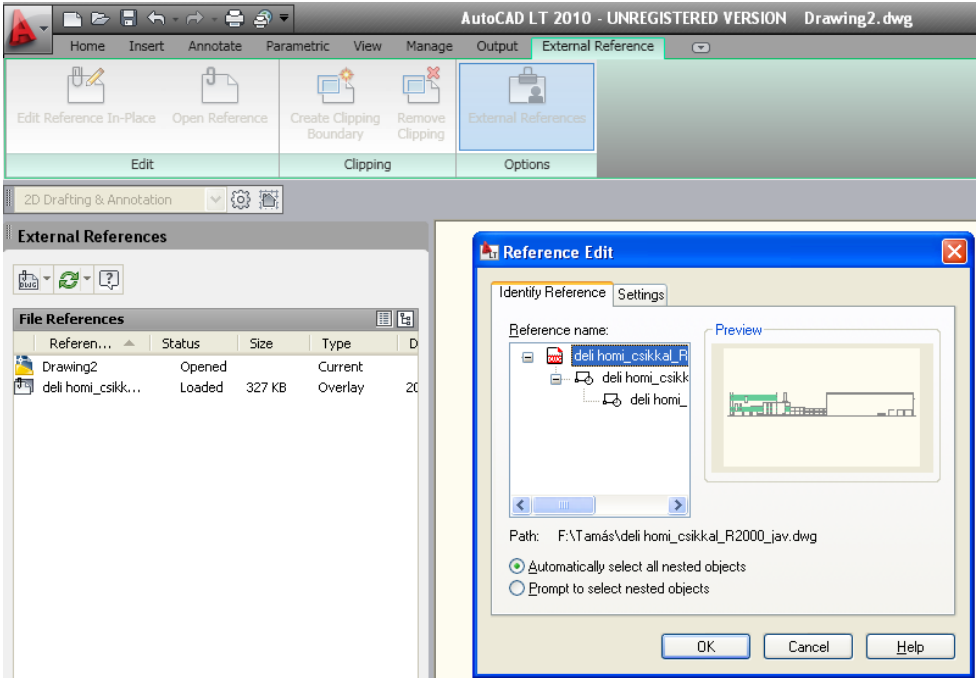 AutoCAD LT 2010 - UNREGISTERED VERSION Drawing2.dwg
Home Insert Annotate Parametric View Manage Output External Reference
Edit Reference In-Place Open Reference Create Clipping Boundary Remove Clipping External References
Edit Clipping Options
2D Drafting & Annotation
External References
DWG
File References
Referen... Status Size Type D
Drawing2 Opened Current
deli homi_csikk... Loaded 327 KB Overlay 20
LT Reference Edit
Identify Reference Settings
Reference name: Preview
DWG deli homi_csikkal_R
deli homi_csikk
deli homi_
Path: F:\Tamás\deli homi_csikkal_R2000_jav.dwg
Automatically select all nested objects
Prompt to select nested objects
OK Cancel Help